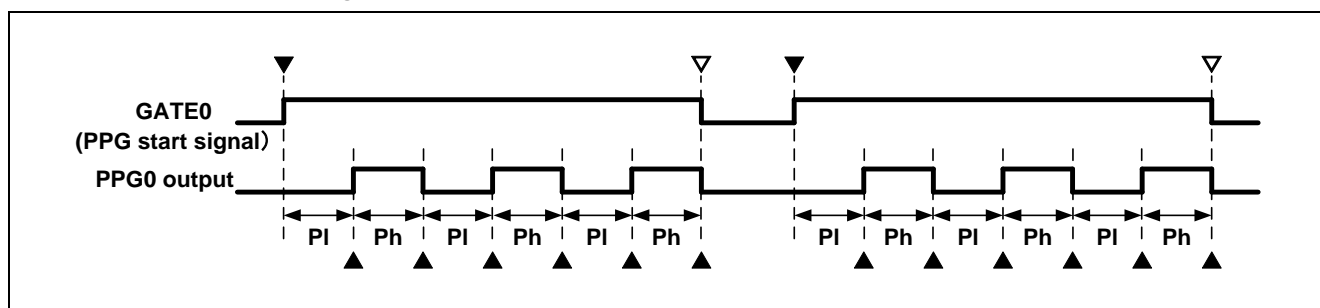 GATE0
(PPG start signal）
PPG0 output
Pl Ph Pl Ph Pl Ph Pl Ph Pl Ph Pl Ph